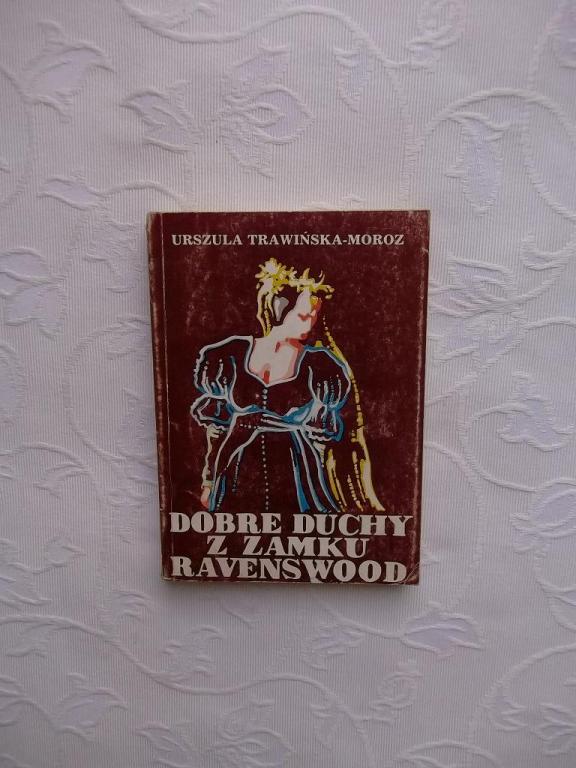 URSZULA TRAWIŃSKA-MOROZ
DOBRE DUCHY
Z ZAMKU
RAVENSWOOD